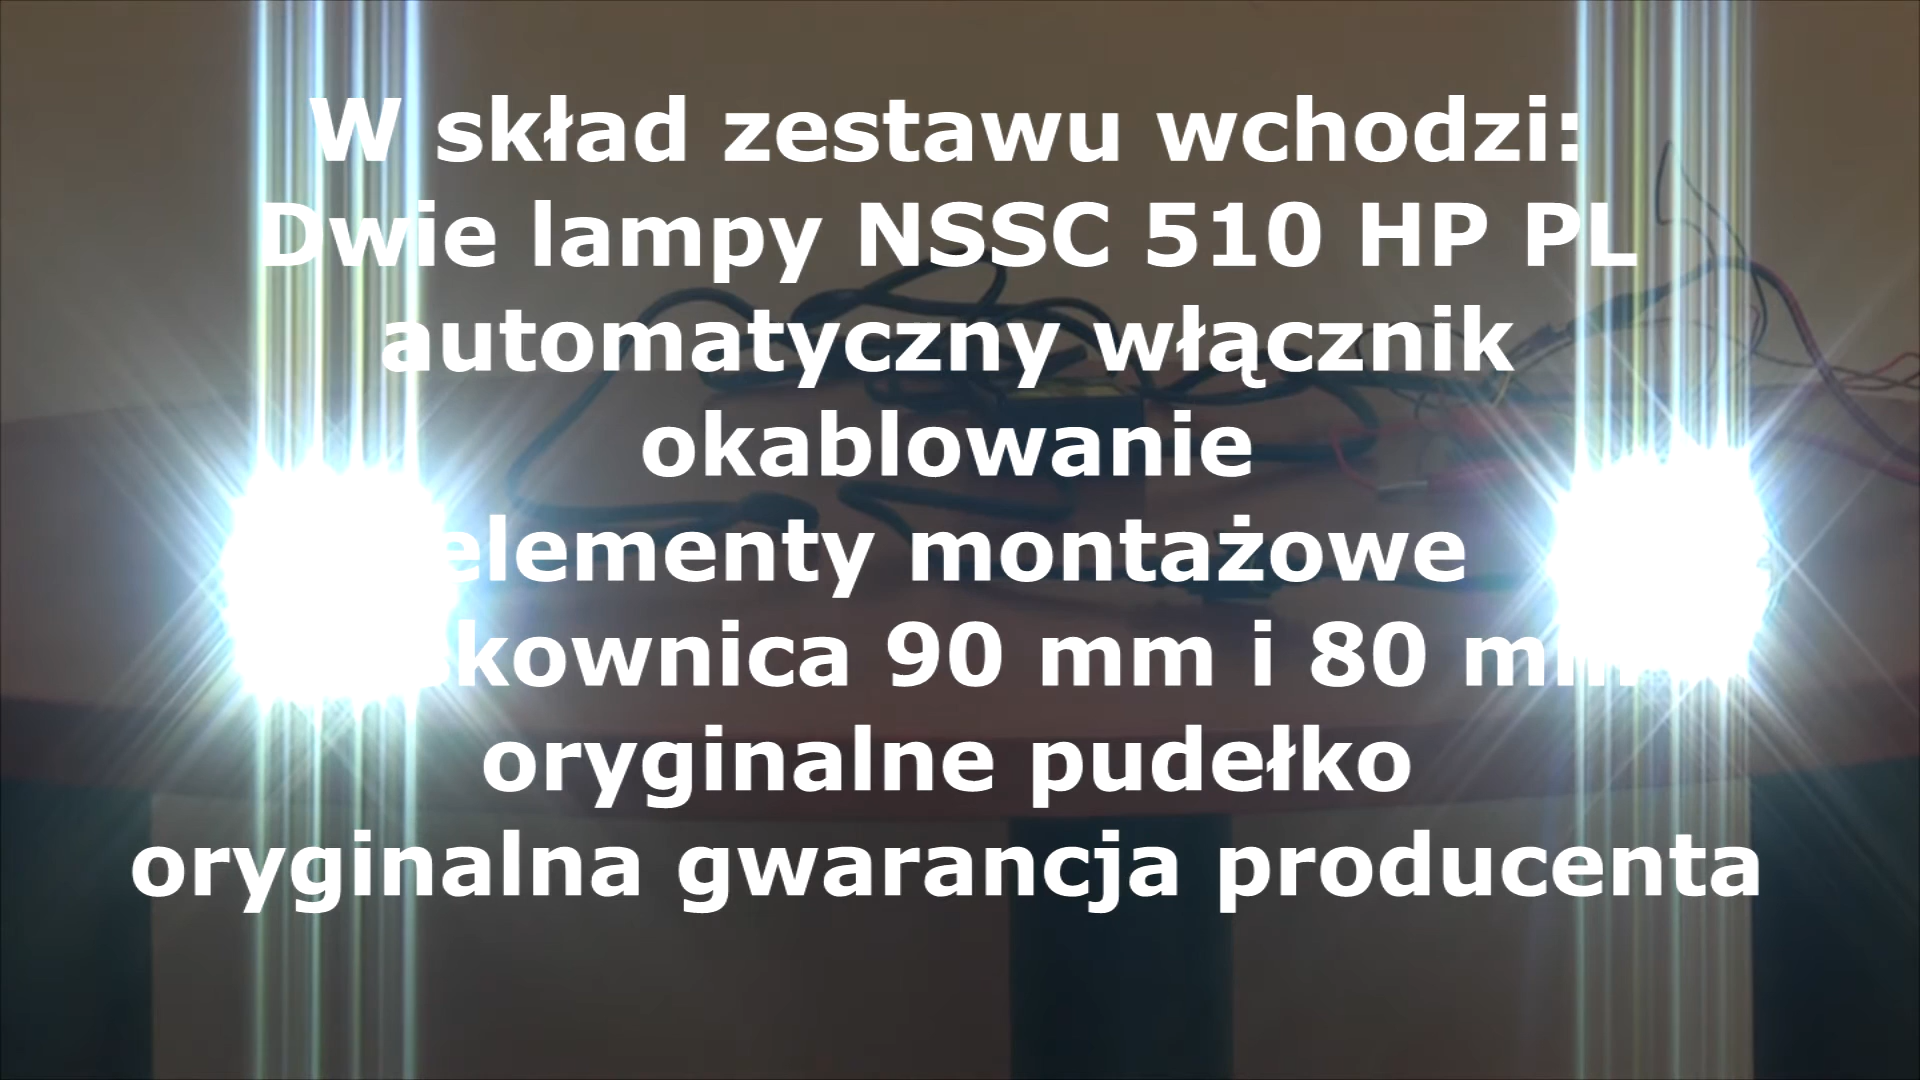 W skład zestawu wchodzi:
Dwie lampy NSSC 510 HP PL
automatyczny włącznik
okablowanie
elementy montażowe
90 mm i 80 mm
oryginalne pudełko
oryginalna gwarancja producenta